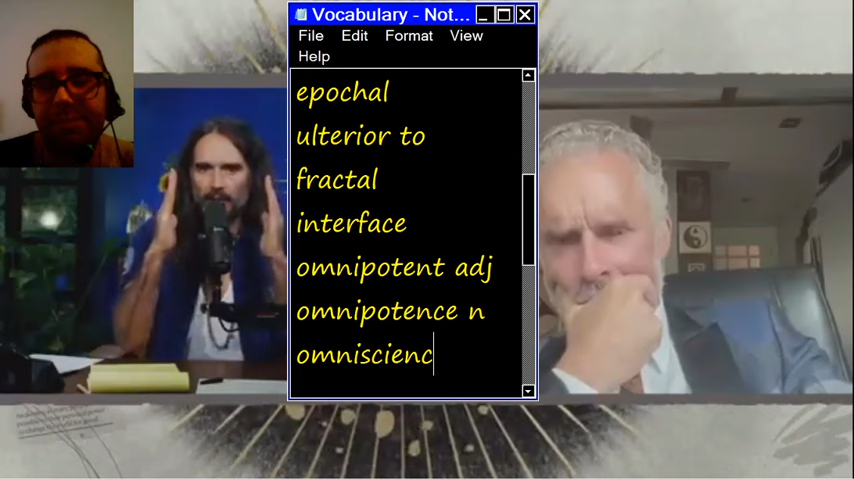 Vocabulary - Not...
File Edit Format View
Help
epochal
ulterior to
fractal
interface
omnipotent adj
omnipotence n
omniscienc